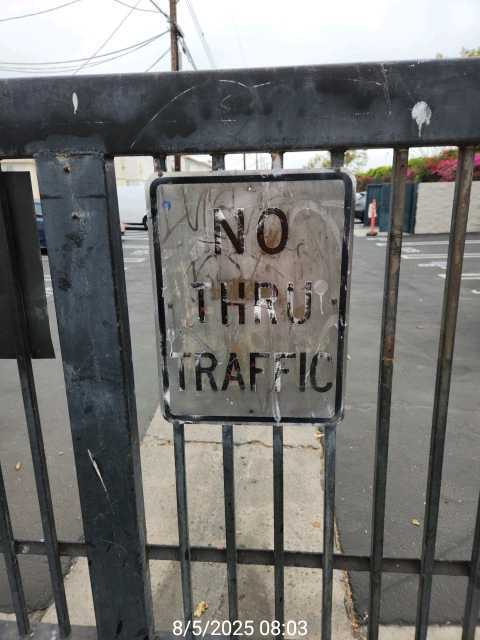 NO
THRU
TRAFFIC
8/5/2025 08:03